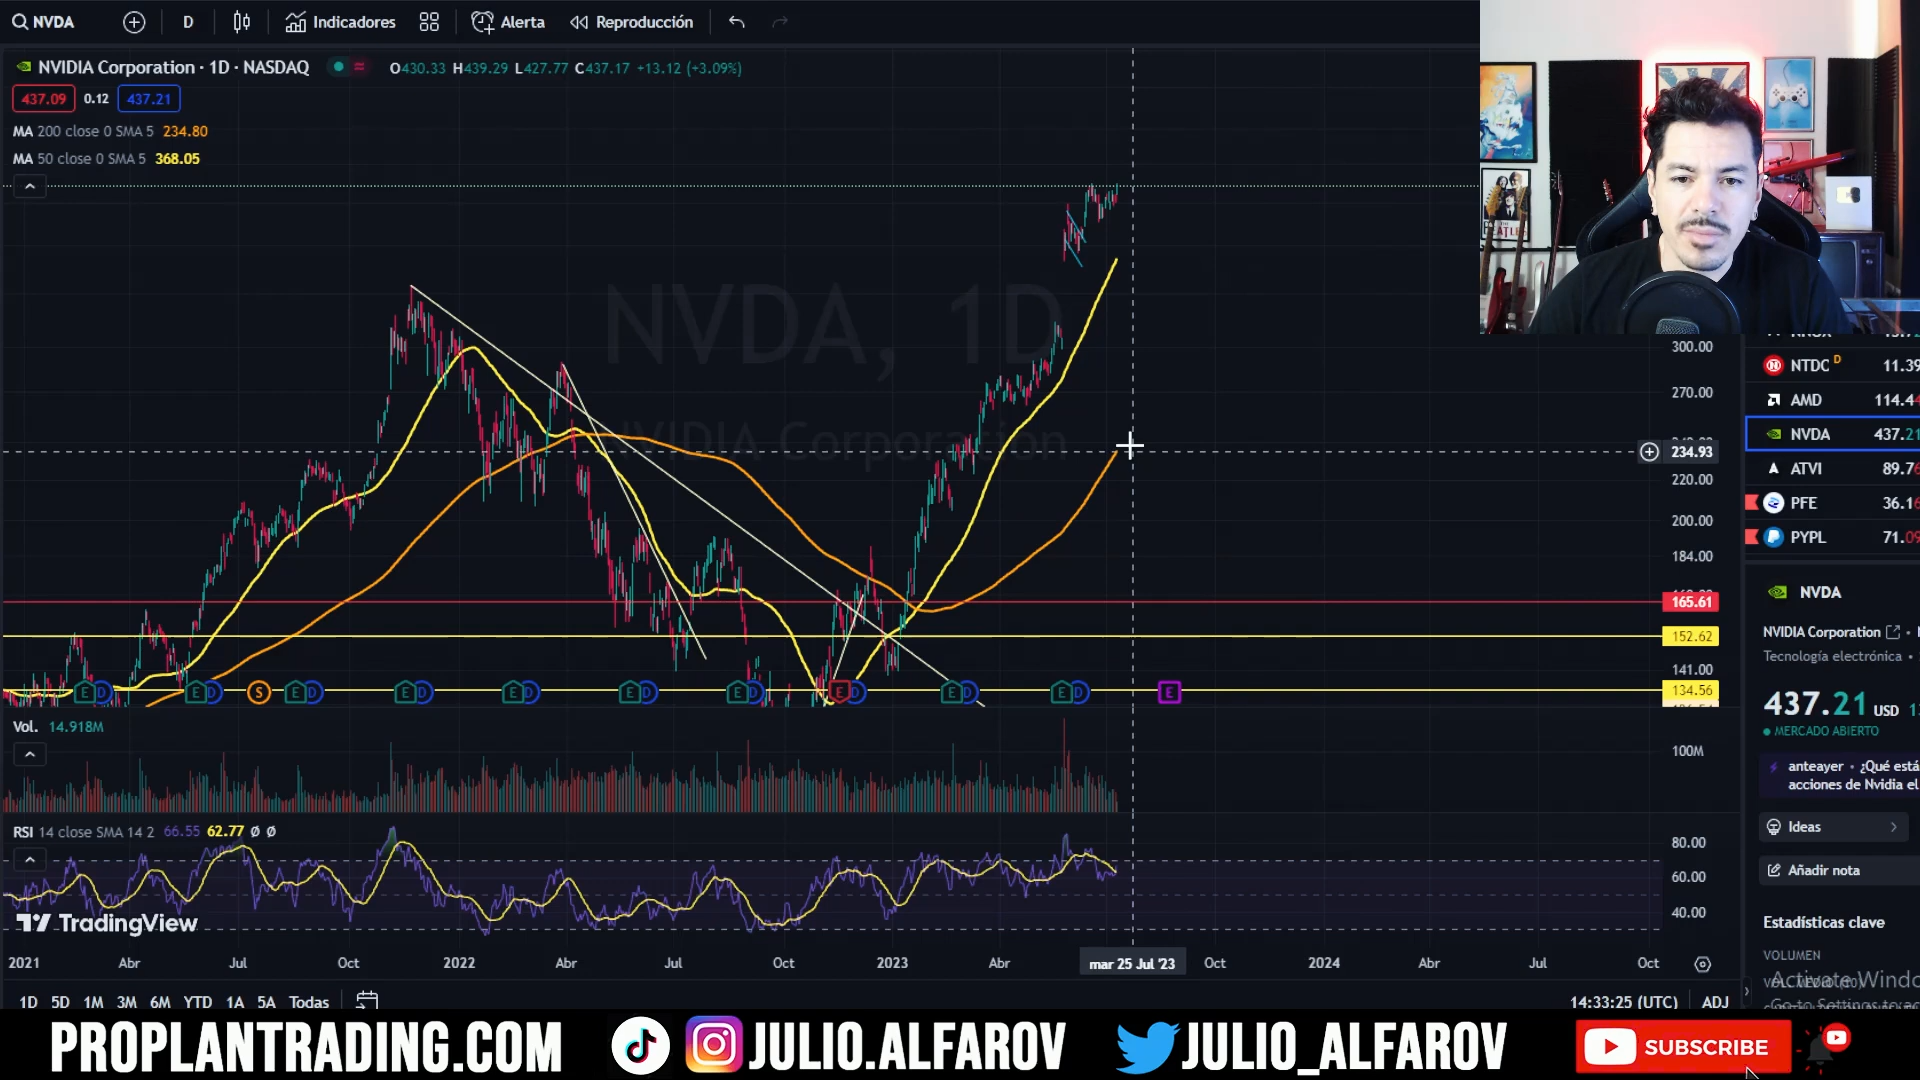 NVDA D Indicadores Alerta Reproducción
NVIDIA Corporation · 1D · NASDAQ O430.33 H439.29 L427.77 C437.17 +13.12 (+3.09%)
437.09 0.12 437.21
MA 200 close 0 SMA 5 234.80
MA 50 close 0 SMA 5 368.05
NVDA, 1D
NVIDIA Corporation
300.00
270.00
234.93
220.00
200.00
184.00
165.61
152.62
141.00
134.56
E D E D S E D E D E D E D E D E D E D E D E
Vol. 14.918M
100M
RSI 14 close SMA 14 2 66.55 62.77 Ø Ø
80.00
60.00
40.00
TradingView
2021 Abr Jul Oct 2022 Abr Jul Oct 2023 Abr mar 25 Jul '23 Oct 2024 Abr Jul Oct
1D 5D 1M 3M 6M YTD 1A 5A Todas 14:33:25 (UTC) ADJ
NTDO D 11.39
AMD 114.44
NVDA 437.21
ATVI 89.76
PFE 36.16
PYPL 71.09
NVDA
NVIDIA Corporation
Tecnología electrónica
437.21 USD
MERCADO ABIERTO
anteayer • ¿Qué está
acciones de Nvidia el
Ideas
Añadir nota
Estadísticas clave
VOLUMEN
Activate Windo
BEATLES
PROPLANTRADING.COM JULIO.ALFAROV JULIO_ALFAROV SUBSCRIBE